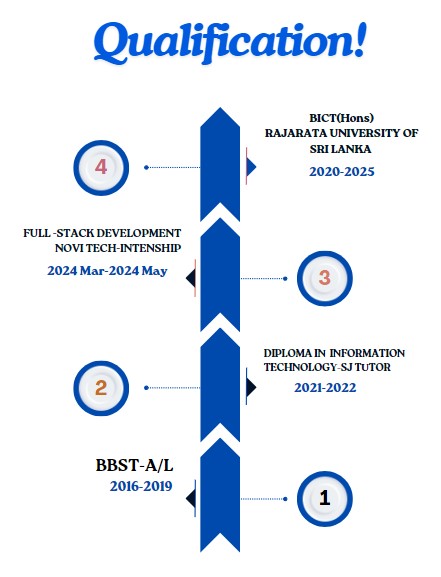 Qualification!
BICT(Hons)
RAJARATA UNIVERSITY OF
SRI LANKA
2020-2025
4
FULL -STACK DEVELOPMENT
NOVI TECH-INTENSHIP
2024 Mar-2024 May
3
DIPLOMA IN INFORMATION
TECHNOLOGY-SJ TUTOR
2021-2022
2
BBST-A/L
2016-2019
1